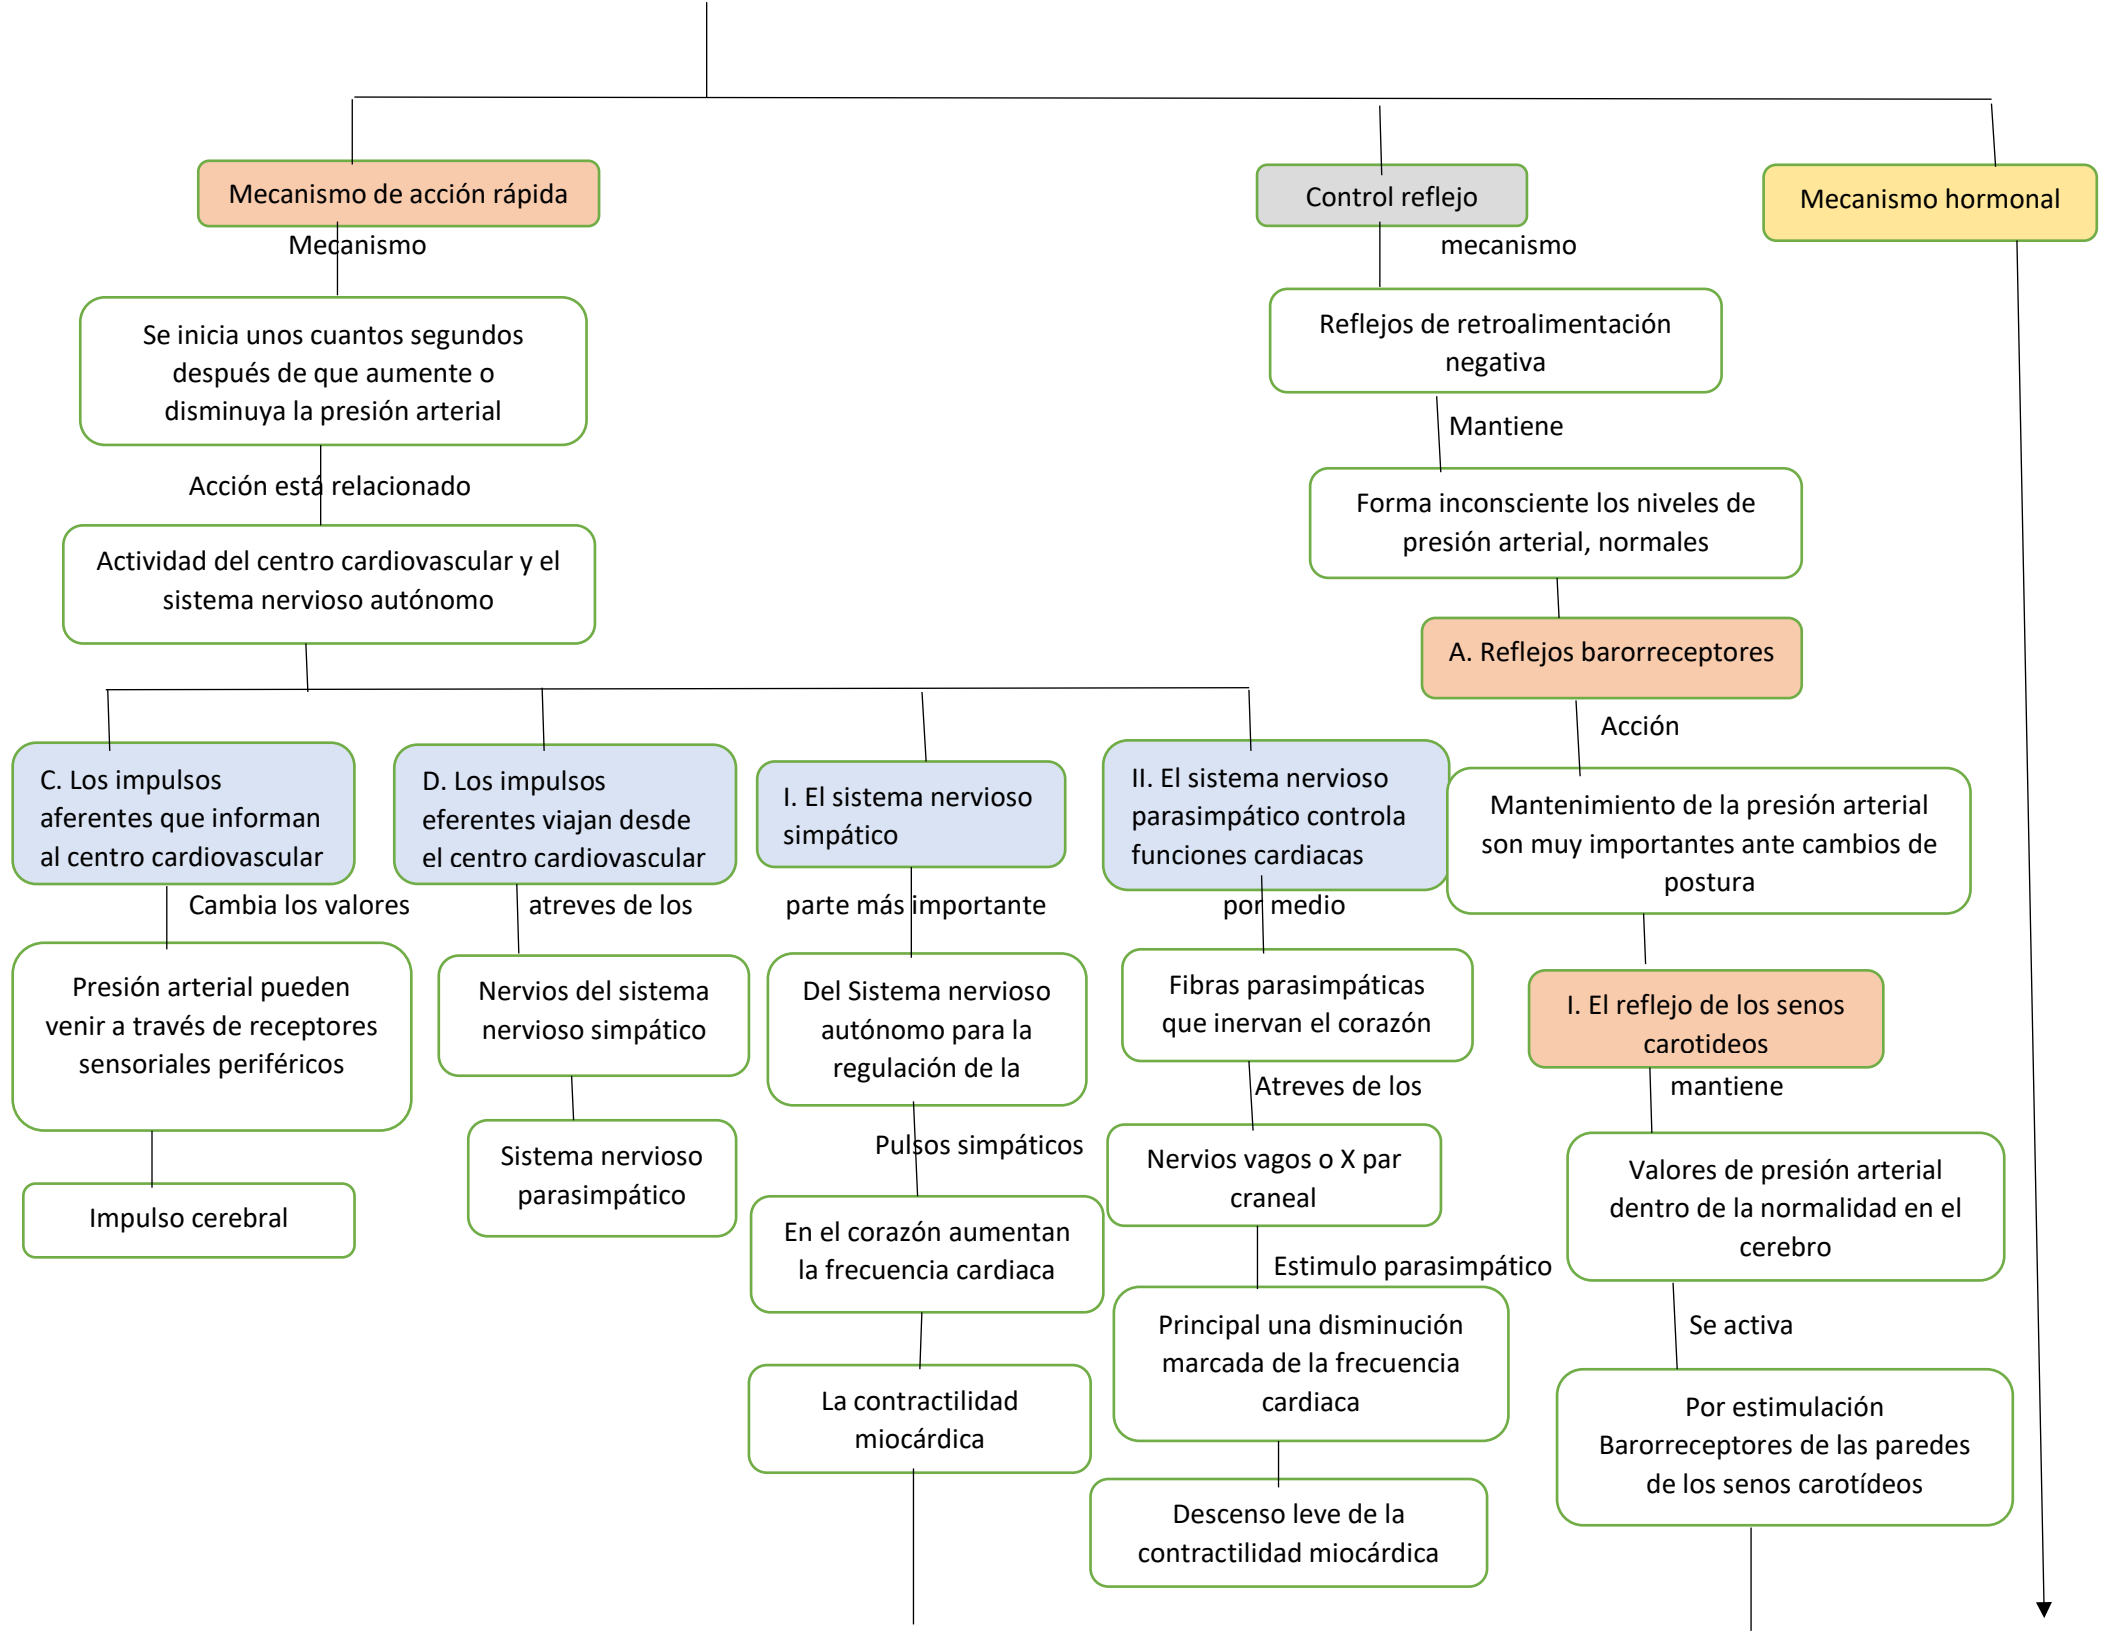 Mecanismo de acción rápida
Mecanismo
Se inicia unos cuantos segundos
después de que aumente o
disminuya la presión arterial
Acción está relacionado
Actividad del centro cardiovascular y el
sistema nervioso autónomo
C. Los impulsos
aferentes que informan
al centro cardiovascular
Cambia los valores
Presión arterial pueden
venir a través de receptores
sensoriales periféricos
Impulso cerebral
D. Los impulsos
eferentes viajan desde
el centro cardiovascular
atreves de los
Nervios del sistema
nervioso simpático
Sistema nervioso
parasimpático
I. El sistema nervioso
simpático
parte más importante
Del Sistema nervioso
autónomo para la
regulación de la
Pulsos simpáticos
En el corazón aumentan
la frecuencia cardiaca
La contractilidad
miocárdica
II. El sistema nervioso
parasimpático controla
funciones cardiacas
por medio
Fibras parasimpáticas
que inervan el corazón
Atreves de los
Nervios vagos o X par
craneal
Estimulo parasimpático
Principal una disminución
marcada de la frecuencia
cardiaca
Descenso leve de la
contractilidad miocárdica
Control reflejo
mecanismo
Reflejos de retroalimentación
negativa
Mantiene
Forma inconsciente los niveles de
presión arterial, normales
A. Reflejos barorreceptores
Acción
Mantenimiento de la presión arterial
son muy importantes ante cambios de
postura
I. El reflejo de los senos
carotideos
mantiene
Valores de presión arterial
dentro de la normalidad en el
cerebro
Se activa
Por estimulación
Barorreceptores de las paredes
de los senos carotídeos
Mecanismo hormonal